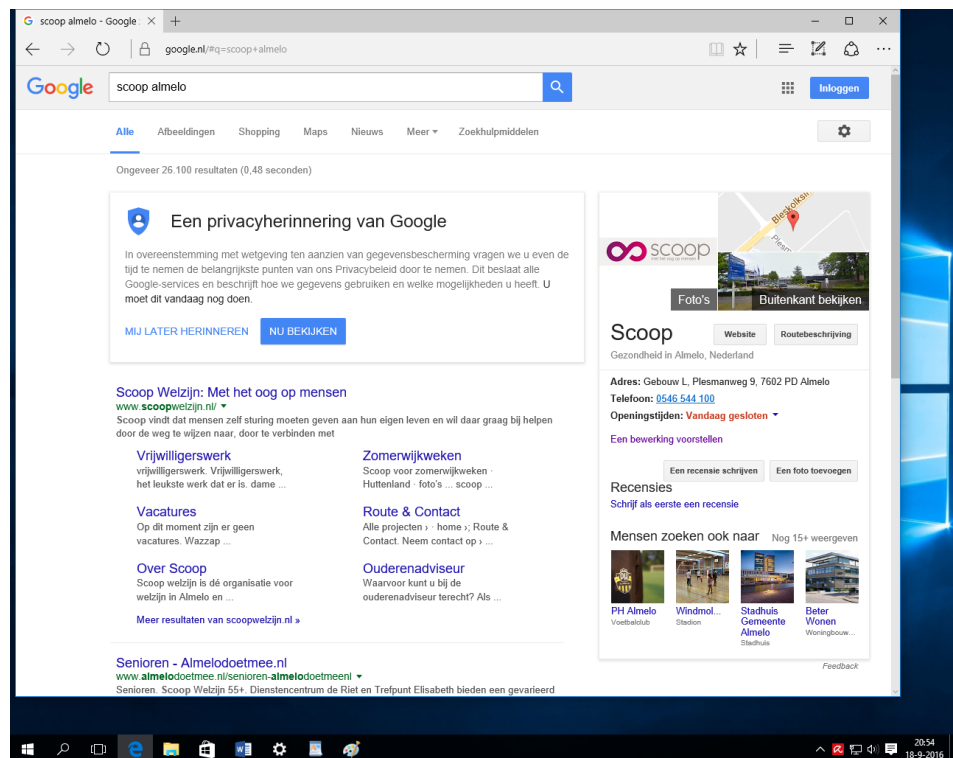 scoop almelo - Google
google.nl/#q=scoop+almelo
Google
scoop almelo
Inloggen
Alle Afbeeldingen Shopping Maps Nieuws Meer Zoekhulpmiddelen
Ongeveer 26.100 resultaten (0,48 seconden)
Een privacyherinnering van Google
In overeenstemming met wetgeving ten aanzien van gegevensbescherming vragen we u even de
tijd te nemen de belangrijkste punten van ons Privacybeleid door te nemen. Dit beslaat alle
Google-services en beschrijft hoe we gegevens gebruiken en welke mogelijkheden u heeft. U
moet dit vandaag nog doen.
MIJ LATER HERINNEREN NU BEKIJKEN
Scoop Welzijn: Met het oog op mensen
www.scoopwelzijn.nl/
Scoop vindt dat mensen zelf sturing moeten geven aan hun eigen leven en wil daar graag bij helpen
door de weg te wijzen naar, door te verbinden met
Vrijwilligerswerk
vrijwilligerswerk. Vrijwilligerswerk,
het leukste werk dat er is. dame ...
Zomerwijkweken
Scoop voor zomerwijkweken ·
Huttenland · foto's ... scoop ...
Vacatures
Op dit moment zijn er geen
vacatures. Wazzap ...
Route & Contact
Alle projecten › · home ›; Route &
Contact. Neem contact op › ...
Over Scoop
Scoop welzijn is dé organisatie voor
welzijn in Almelo en ...
Ouderenadviseur
Waarvoor kunt u bij de
ouderenadviseur terecht? Als ...
Meer resultaten van scoopwelzijn.nl »
Senioren - Almelodoetmee.nl
www.almelodoetmee.nl/senioren-almelodoetmeenl
Senioren. Scoop Welzijn 55+. Dienstencentrum de Riet en Trefpunt Elisabeth bieden een gevarieerd
scoop
Foto's
Buitenkant bekijken
Scoop
Website Routebeschrijving
Gezondheid in Almelo, Nederland
Adres: Gebouw L, Plesmanweg 9, 7602 PD Almelo
Telefoon: 0546 544 100
Openingstijden: Vandaag gesloten
Een bewerking voorstellen
Een recensie schrijven Een foto toevoegen
Recensies
Schrijf als eerste een recensie
Mensen zoeken ook naar Nog 15+ weergeven
PH Almelo
Voetbalclub
Windmol...
Stadion
Stadhuis
Gemeente
Almelo
Stadhuis
Beter
Wonen
Woningbouw...
Feedback
20:54
18-9-2016